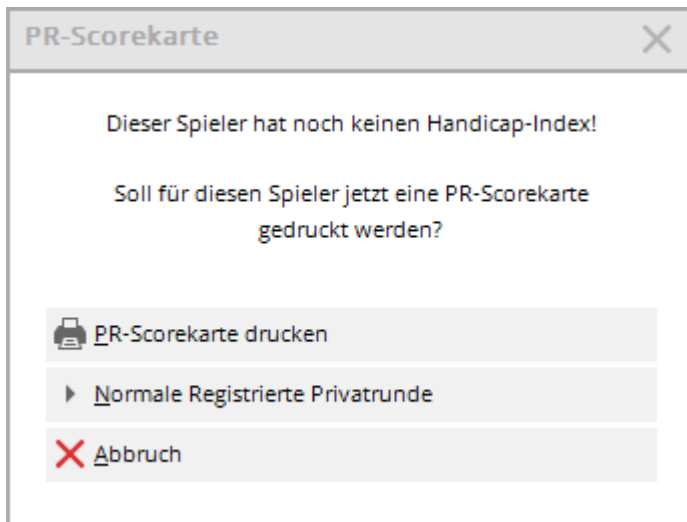 PR-Scorekarte
Dieser Spieler hat noch keinen Handicap-Index!
Soll für diesen Spieler jetzt eine PR-Scorekarte
gedruckt werden?
PR-Scorekarte drucken
Normale Registrierte Privatrunde
Abbruch